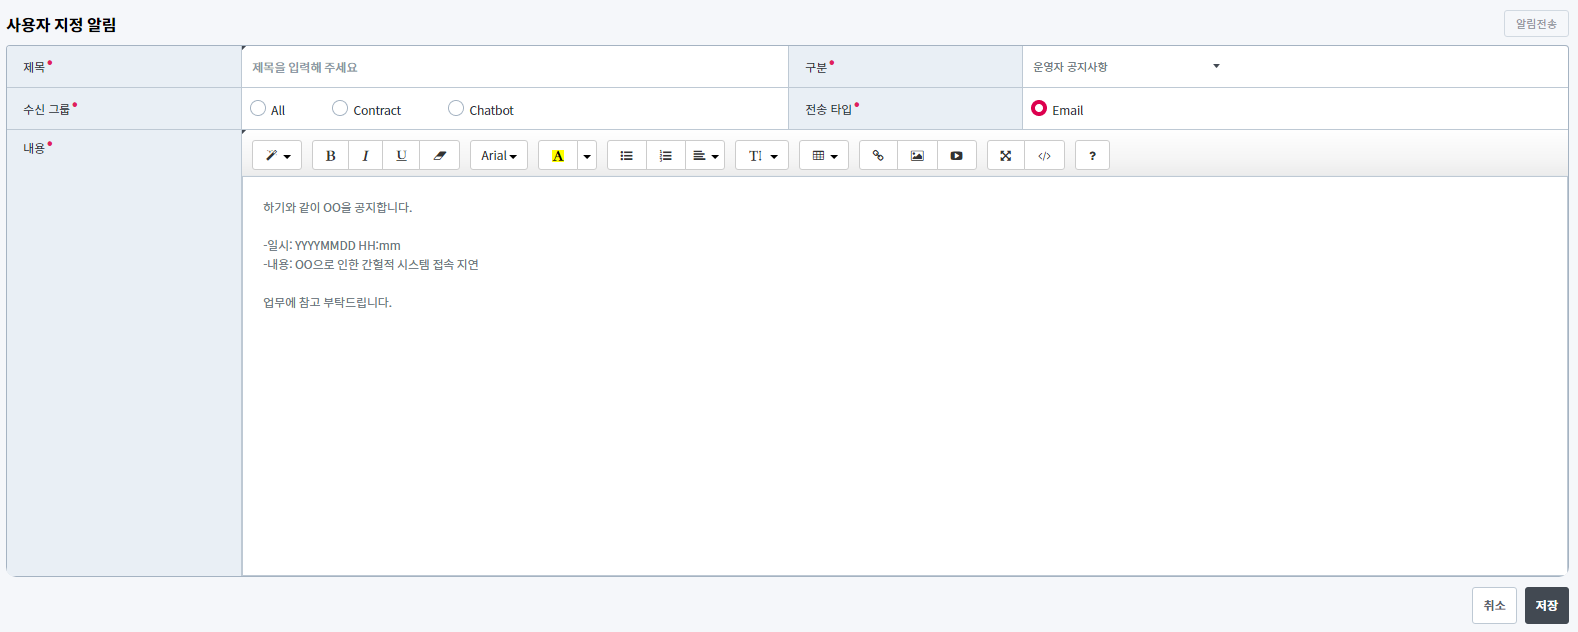 사용자 지정 알림
알림전송
제목
제목을 입력해 주세요
구분
운영자 공지사항
수신 그룹
All
Contract
Chatbot
전송 타입
Email
내용
B
I
U
Arial
A
TI
</>
?
하기와 같이 OO을 공지합니다.
-일시: YYYYMMDD HH:mm
-내용: OO으로 인한 간헐적 시스템 접속 지연
업무에 참고 부탁드립니다.
취소
저장